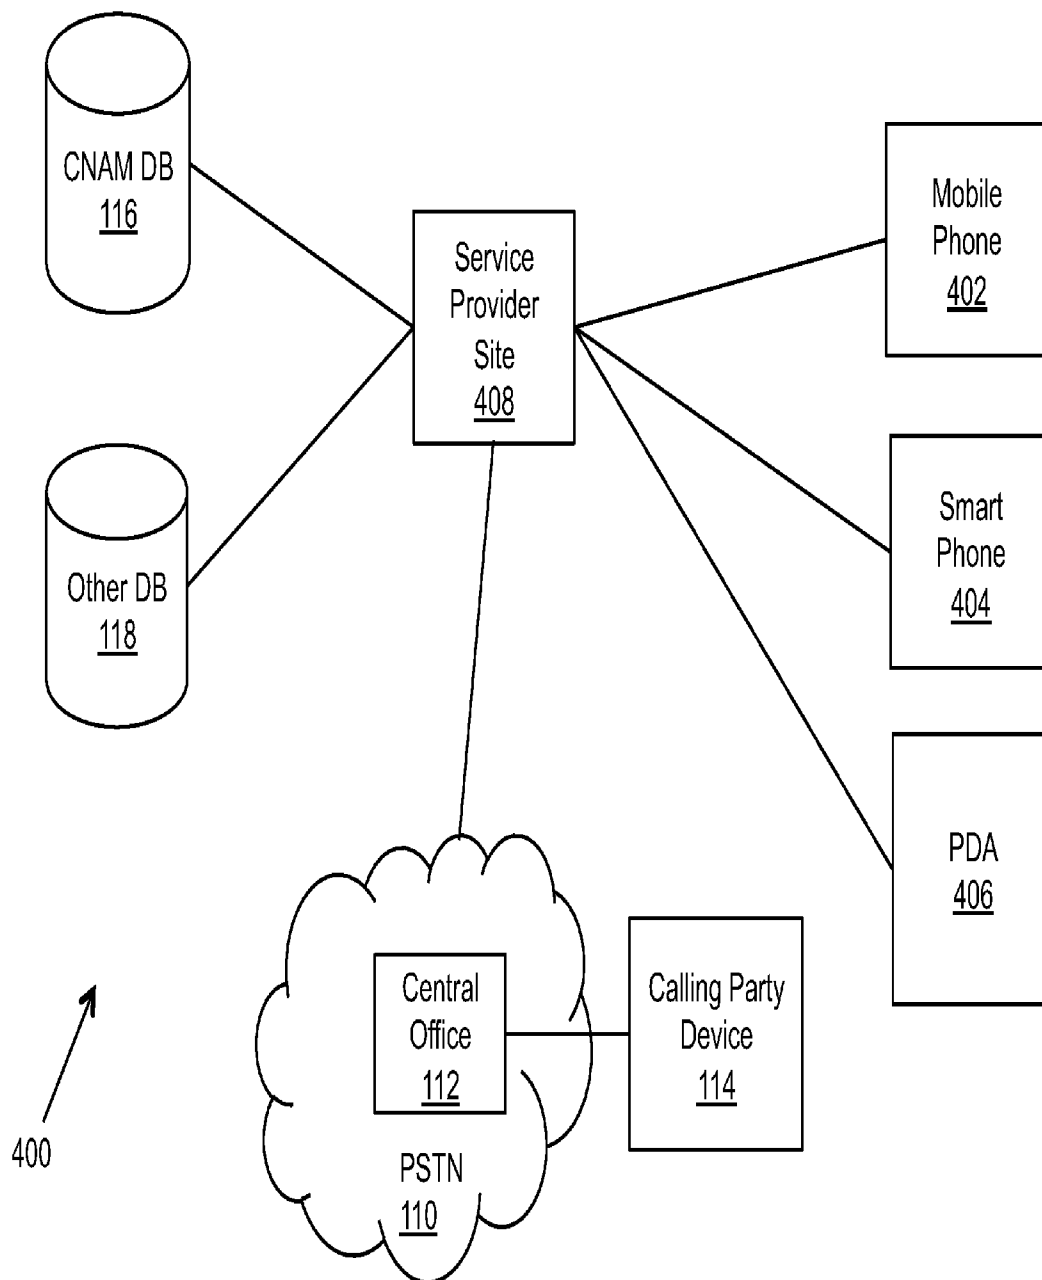 CNAM DB
116
Service
Provider
Site
408
Mobile
Phone
402
Other DB
118
Smart
Phone
404
PDA
406
Central
Office
112
Calling Party
Device
114
PSTN
110
400